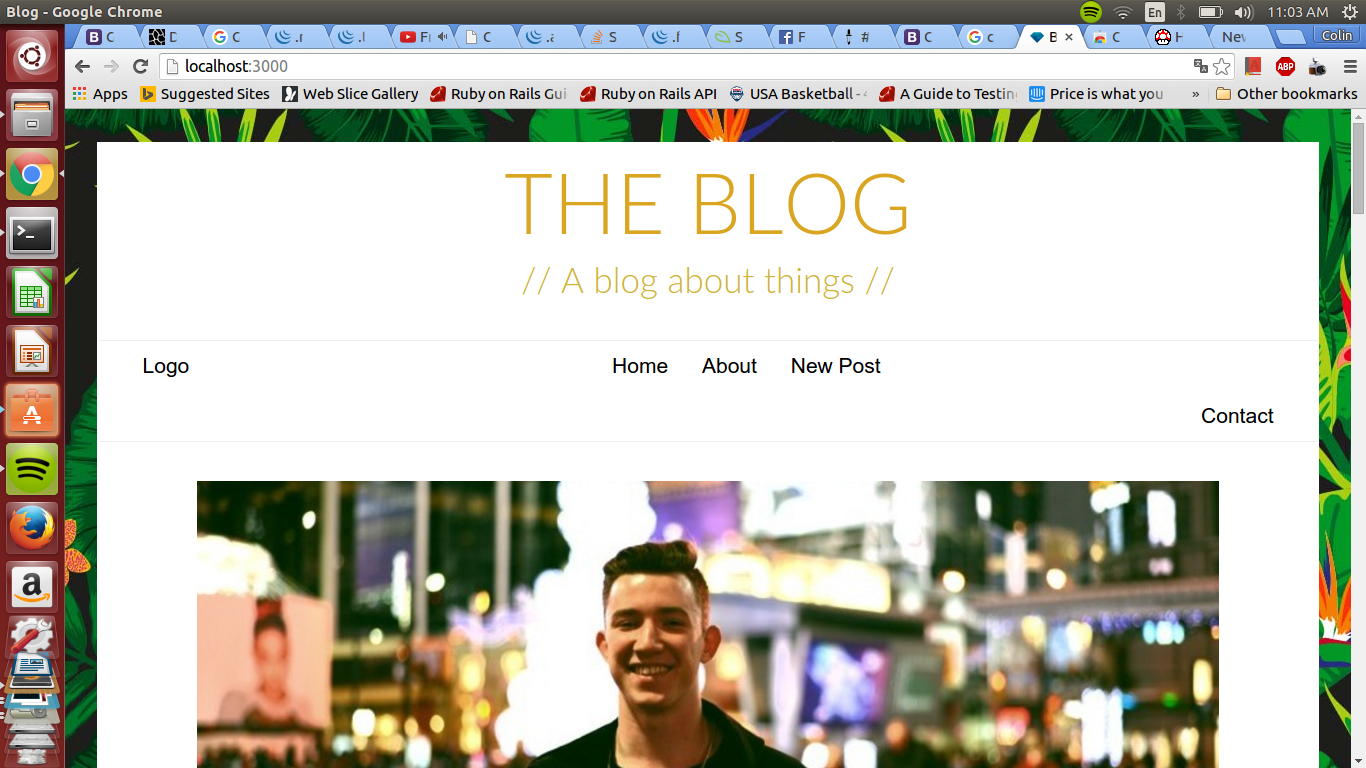 Blog - Google Chrome
En
11:03 AM
C
D
C
.r
.l
Fi
C
.a
S
.f
S
F
#
C
c
B
C
H
Nev
Colin
localhost:3000
Apps
Suggested Sites
Web Slice Gallery
Ruby on Rails Gui
Ruby on Rails API
USA Basketball -
A Guide to Testing
Price is what you
»
Other bookmarks
ABP
THE BLOG
// A blog about things //
Logo
Home
About
New Post
Contact